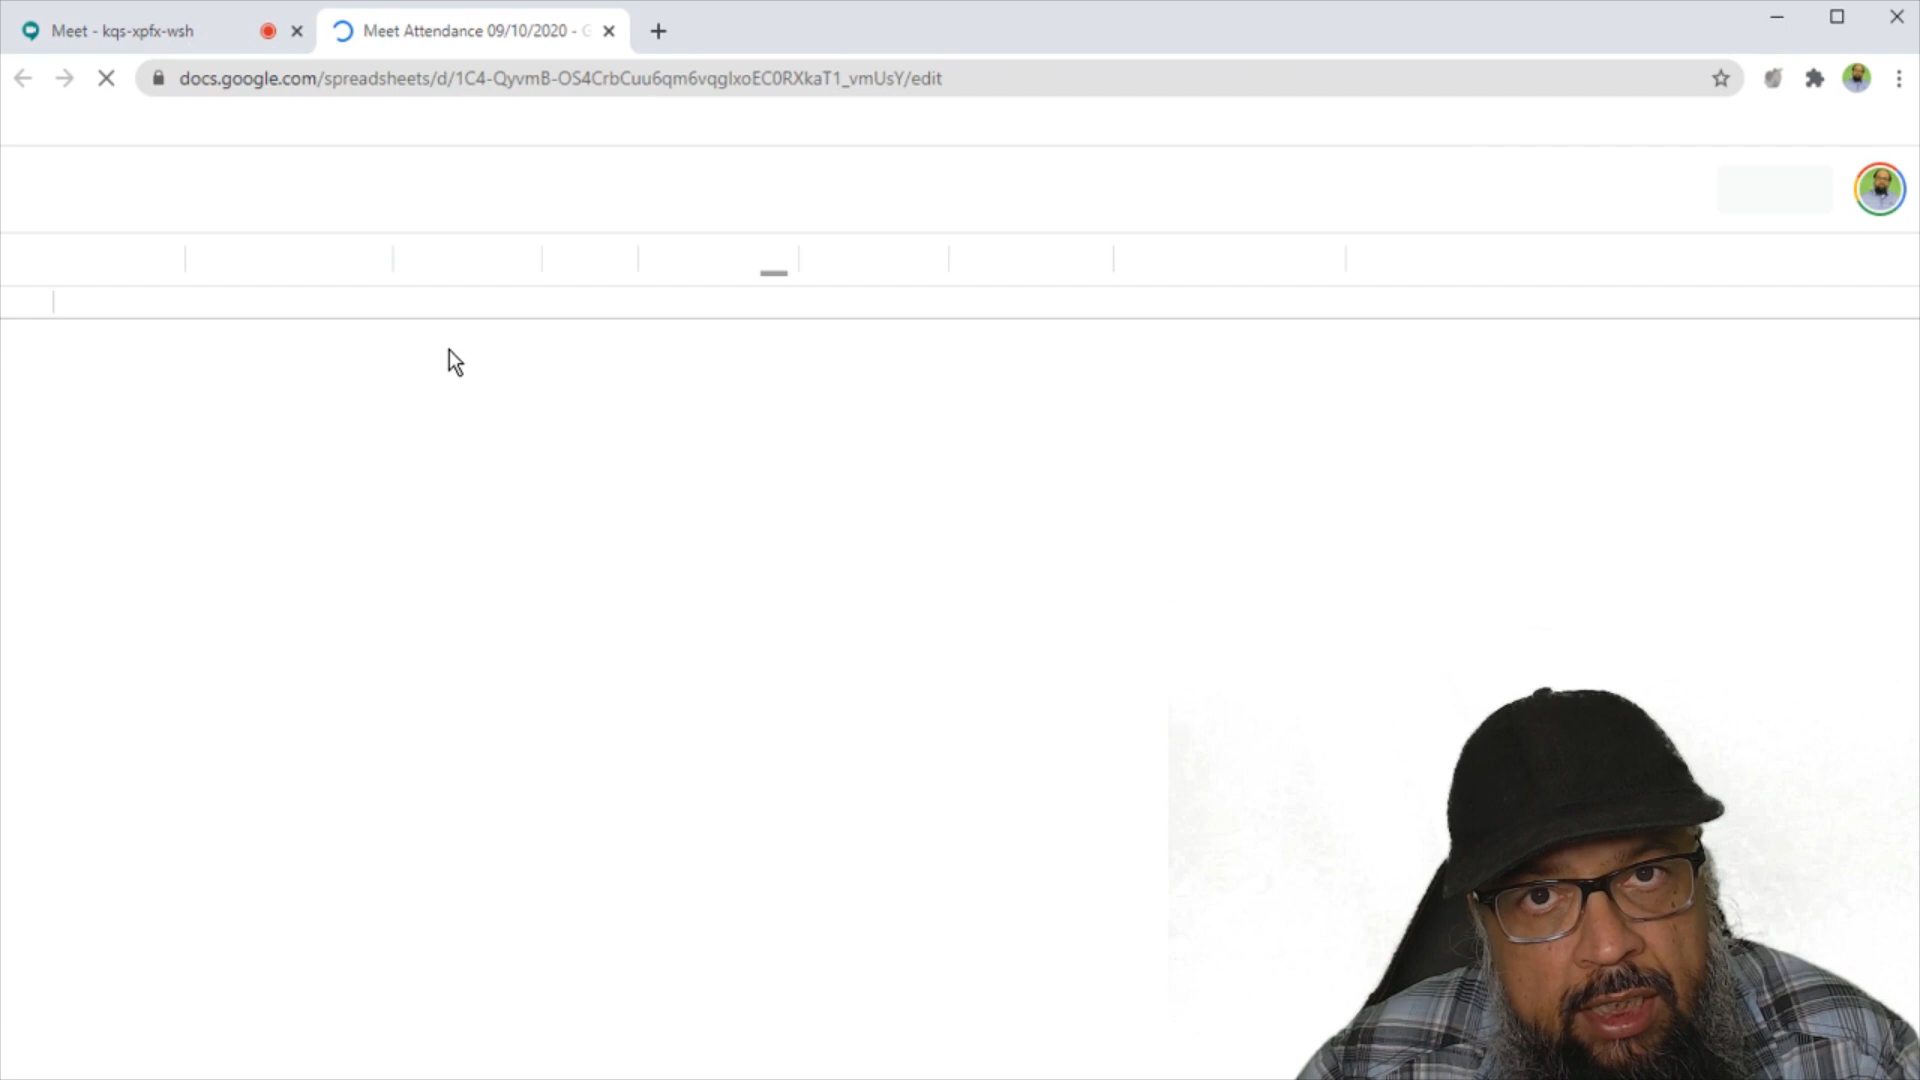 Meet - kqs-xpfx-wsh
Meet Attendance 09/10/2020 - G
docs.google.com/spreadsheets/d/1C4-QyvmB-OS4CrbCuu6qm6vqglxoEC0RXkaT1_vmUsY/edit